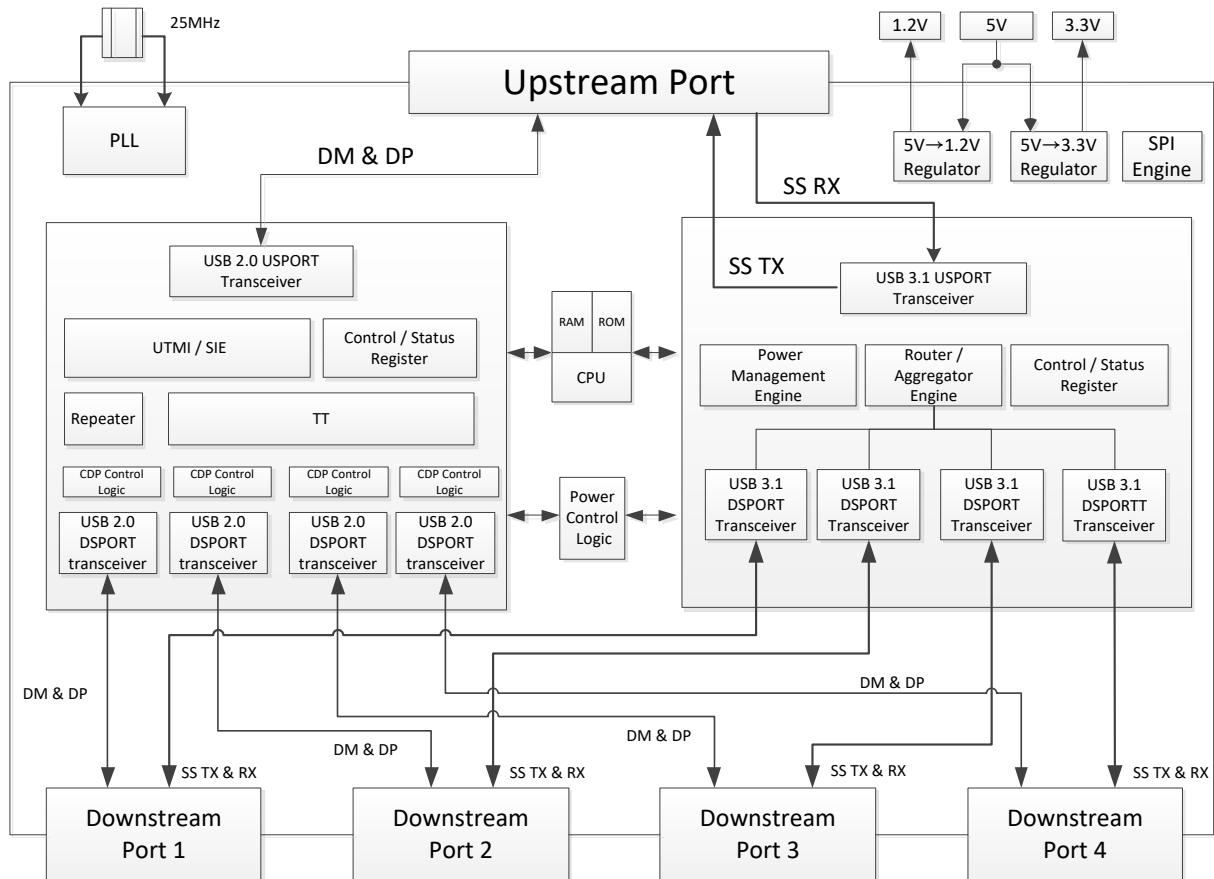 25MHz
1.2V
5V
3.3V
Upstream Port
PLL
5V→1.2V
Regulator
5V→3.3V
Regulator
SPI
Engine
DM & DP
SS RX
SS TX
USB 2.0 USPORT
Transceiver
USB 3.1 USPORT
Transceiver
UTMI / SIE
Control / Status
Register
RAM
ROM
CPU
Power
Management
Engine
Router /
Aggregator
Engine
Control / Status
Register
Repeater
TT
CDP Control
Logic
CDP Control
Logic
CDP Control
Logic
CDP Control
Logic
USB 2.0
DSPORT
transceiver
USB 2.0
DSPORT
transceiver
USB 2.0
DSPORT
transceiver
USB 2.0
DSPORT
transceiver
Power
Control
Logic
USB 3.1
DSPORT
Transceiver
USB 3.1
DSPORT
Transceiver
USB 3.1
DSPORT
Transceiver
USB 3.1
DSPORTT
Transceiver
DM & DP
DM & DP
DM & DP
DM & DP
SS TX & RX
SS TX & RX
SS TX & RX
SS TX & RX
Downstream
Port 1
Downstream
Port 2
Downstream
Port 3
Downstream
Port 4